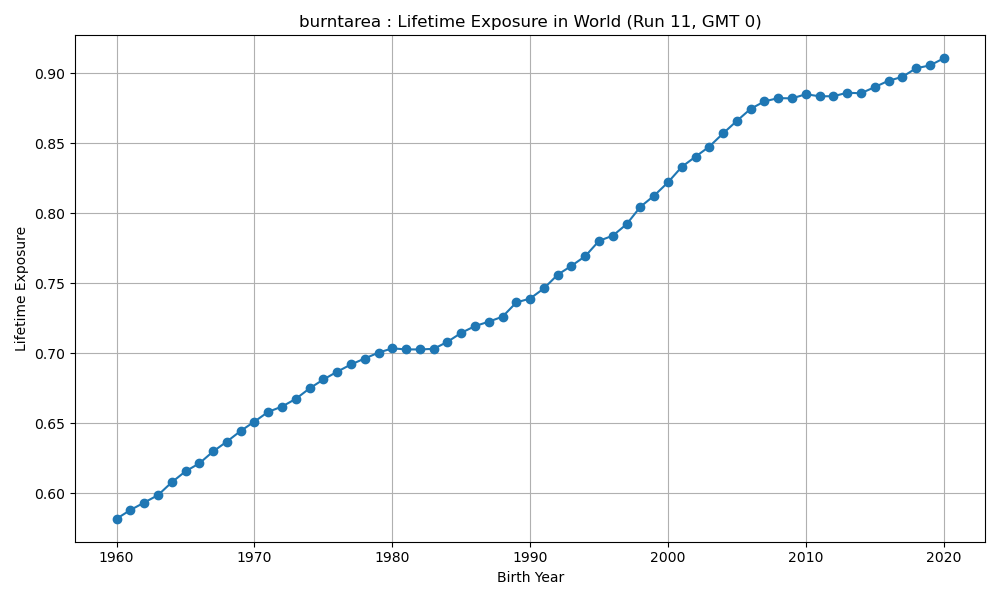 burntarea : Lifetime Exposure in World (Run 11, GMT 0)
Lifetime Exposure
0.90
0.85
0.80
0.75
0.70
0.65
0.60
1960 1970 1980 1990 2000 2010 2020
Birth Year